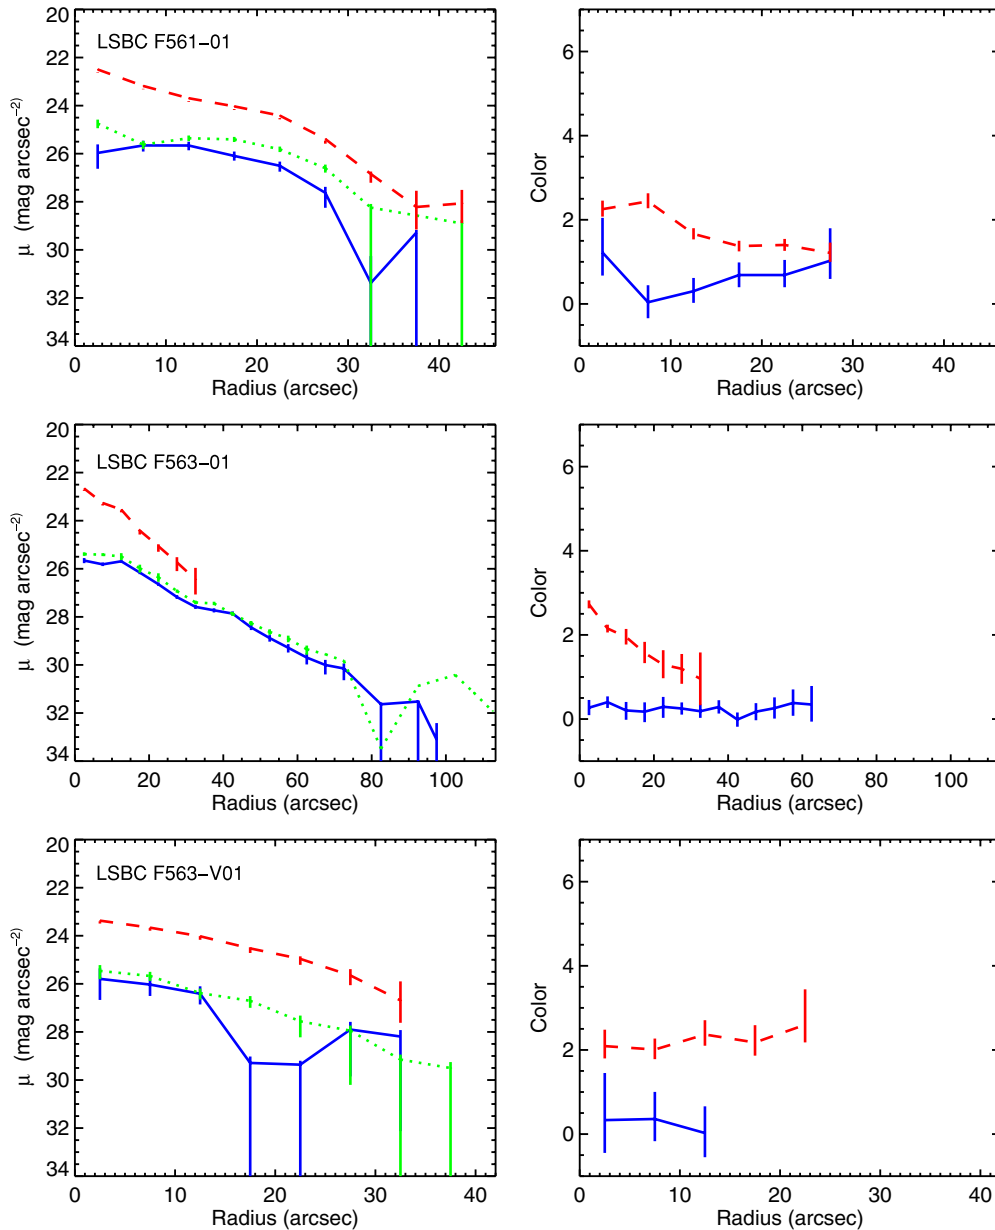 LSBC F561−01
20
22
24
26
28
30
32
34
μ (mag arcsec−2)
0 10 20 30 40
Radius (arcsec)
6
4
2
0
Color
0 10 20 30 40
Radius (arcsec)
LSBC F563−01
20
22
24
26
28
30
32
34
μ (mag arcsec−2)
0 20 40 60 80 100
Radius (arcsec)
6
4
2
0
Color
0 20 40 60 80 100
Radius (arcsec)
LSBC F563−V01
20
22
24
26
28
30
32
34
μ (mag arcsec−2)
0 10 20 30 40
Radius (arcsec)
6
4
2
0
Color
0 10 20 30 40
Radius (arcsec)